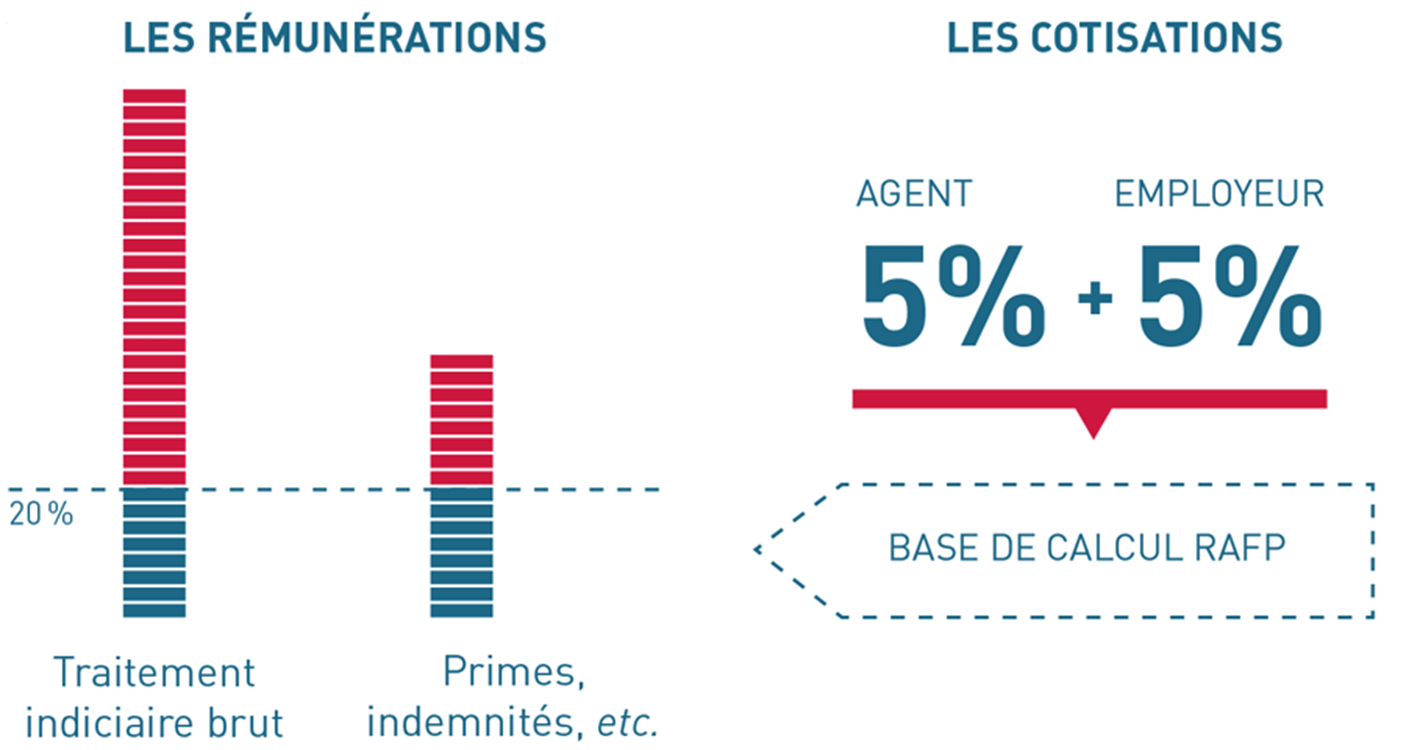 LES RÉMUNÉRATIONS
20 %
Traitement
indiciaire brut
Primes,
indemnités, etc.
LES COTISATIONS
AGENT
EMPLOYEUR
5% + 5%
BASE DE CALCUL RAFP